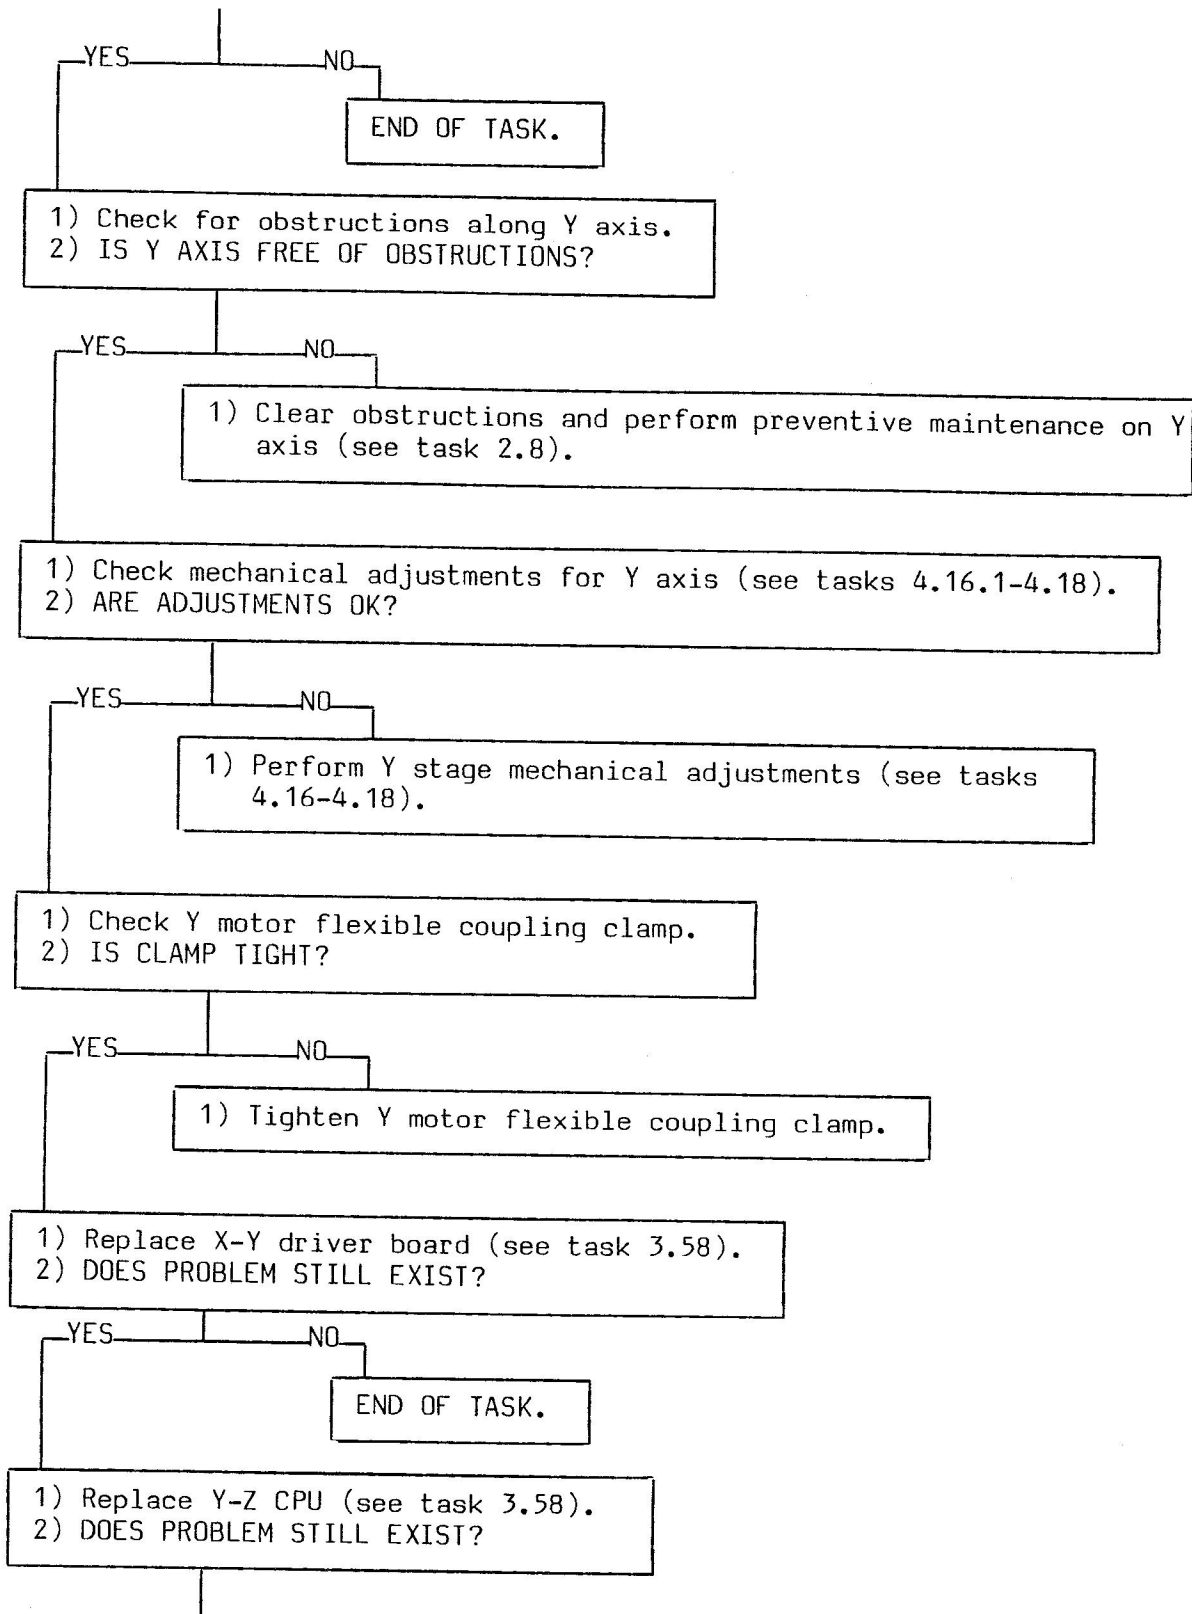 YES NO
END OF TASK.
1) Check for obstructions along Y axis.
2) IS Y AXIS FREE OF OBSTRUCTIONS?
YES NO
1) Clear obstructions and perform preventive maintenance on Y
axis (see task 2.8).
1) Check mechanical adjustments for Y axis (see tasks 4.16.1-4.18).
2) ARE ADJUSTMENTS OK?
YES NO
1) Perform Y stage mechanical adjustments (see tasks
4.16-4.18).
1) Check Y motor flexible coupling clamp.
2) IS CLAMP TIGHT?
YES NO
1) Tighten Y motor flexible coupling clamp.
1) Replace X-Y driver board (see task 3.58).
2) DOES PROBLEM STILL EXIST?
YES NO
END OF TASK.
1) Replace Y-Z CPU (see task 3.58).
2) DOES PROBLEM STILL EXIST?